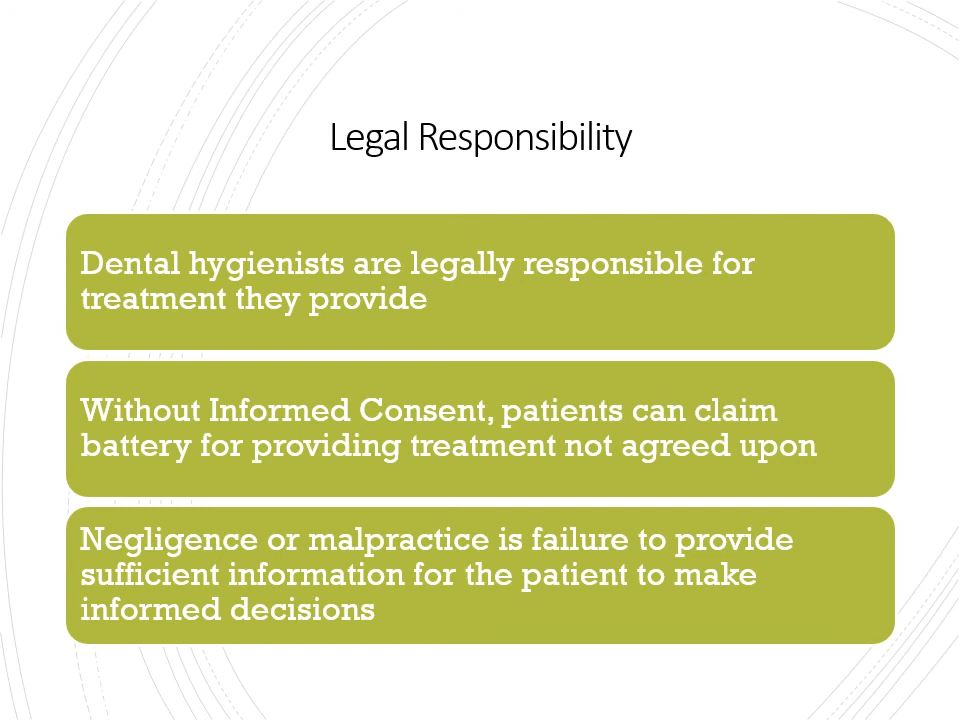 Legal Responsibility
Dental hygienists are legally responsible for
treatment they provide
Without Informed Consent, patients can claim
battery for providing treatment not agreed upon
Negligence or malpractice is failure to provide
sufficient information for the patient to make
informed decisions